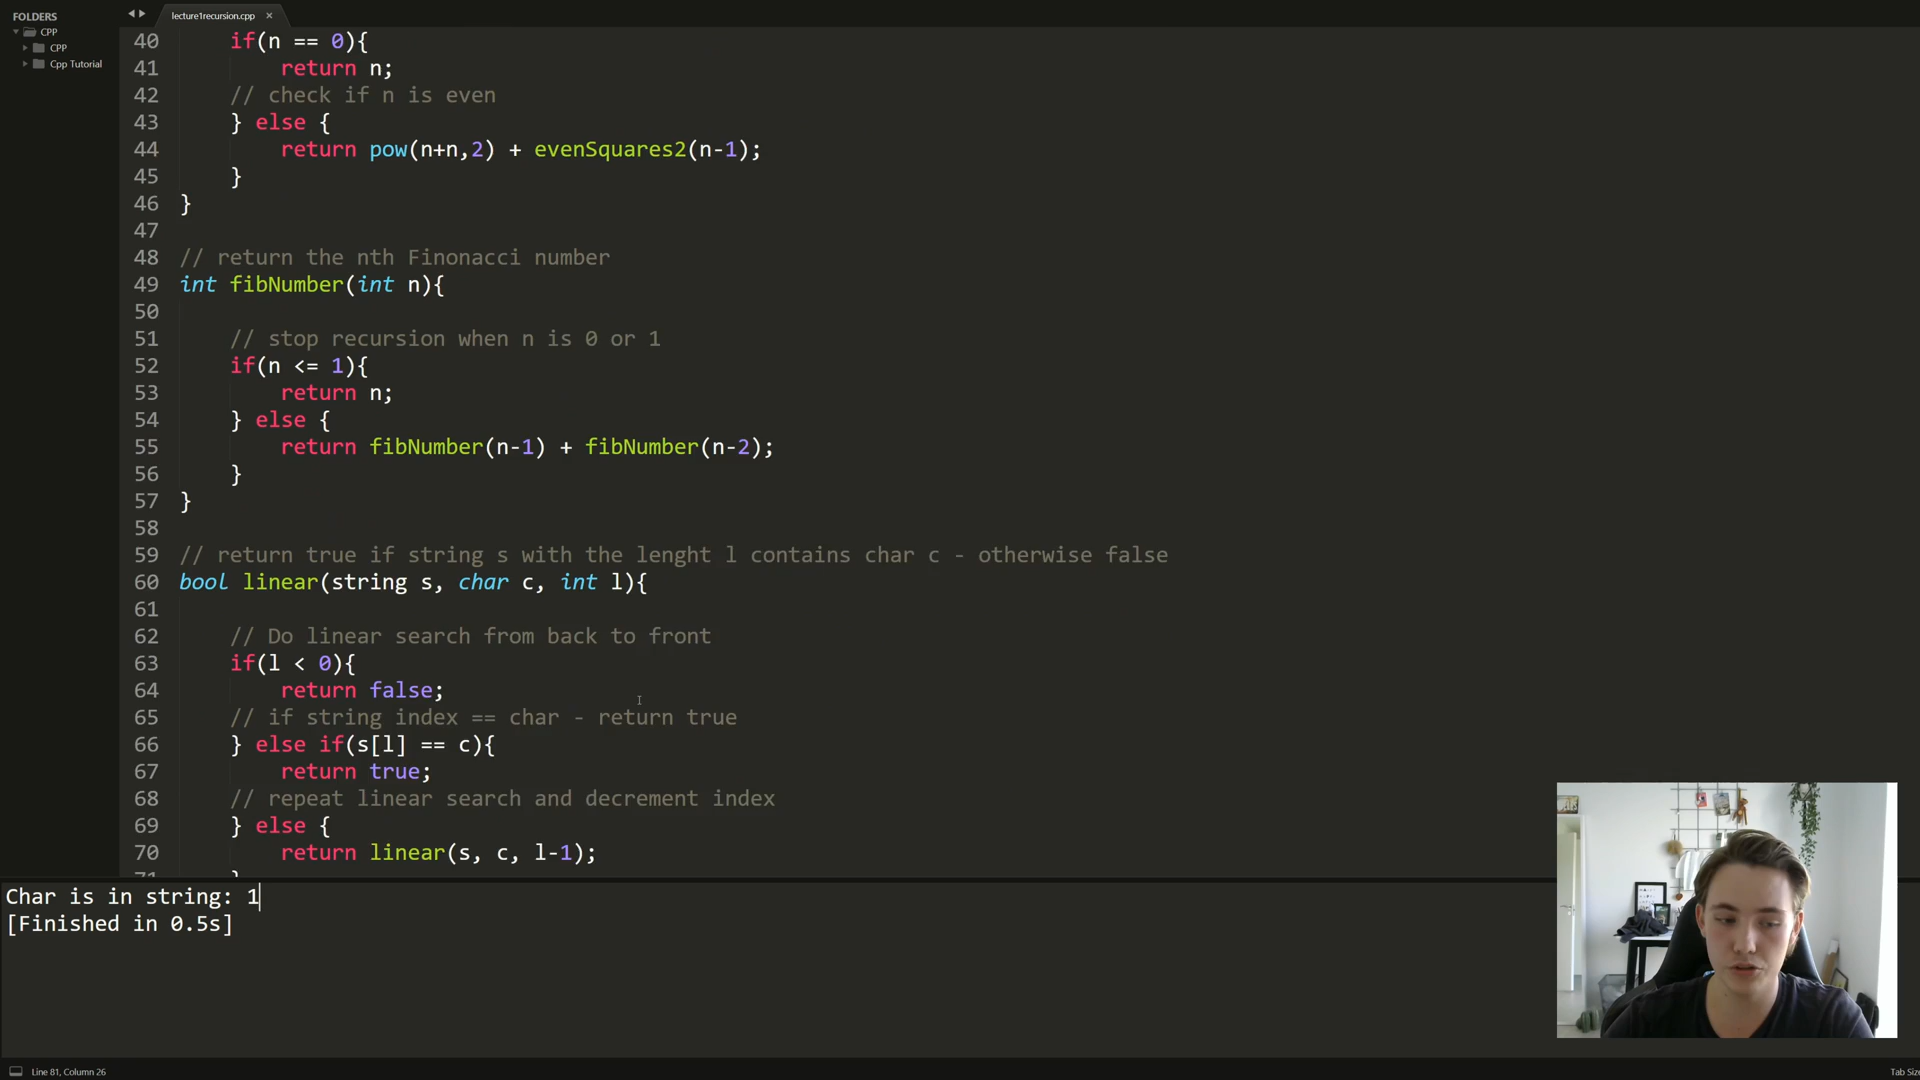 FOLDERS
CPP
CPP
Cpp Tutorial
lecture1recursion.cpp ×
40 if(n == 0){
41 return n;
42 // check if n is even
43 } else {
44 return pow(n+n,2) + evenSquares2(n-1);
45 }
46 }
47
48 // return the nth Finonacci number
49 int fibNumber(int n){
50
51 // stop recursion when n is 0 or 1
52 if(n <= 1){
53 return n;
54 } else {
55 return fibNumber(n-1) + fibNumber(n-2);
56 }
57 }
58
59 // return true if string s with the lenght l contains char c - otherwise false
60 bool linear(string s, char c, int l){
61
62 // Do linear search from back to front
63 if(l < 0){
64 return false;
65 // if string index == char - return true
66 } else if(s[l] == c){
67 return true;
68 // repeat linear search and decrement index
69 } else {
70 return linear(s, c, l-1);
71 }
Char is in string: 1
[Finished in 0.5s]
Line 81, Column 26
Tab Size